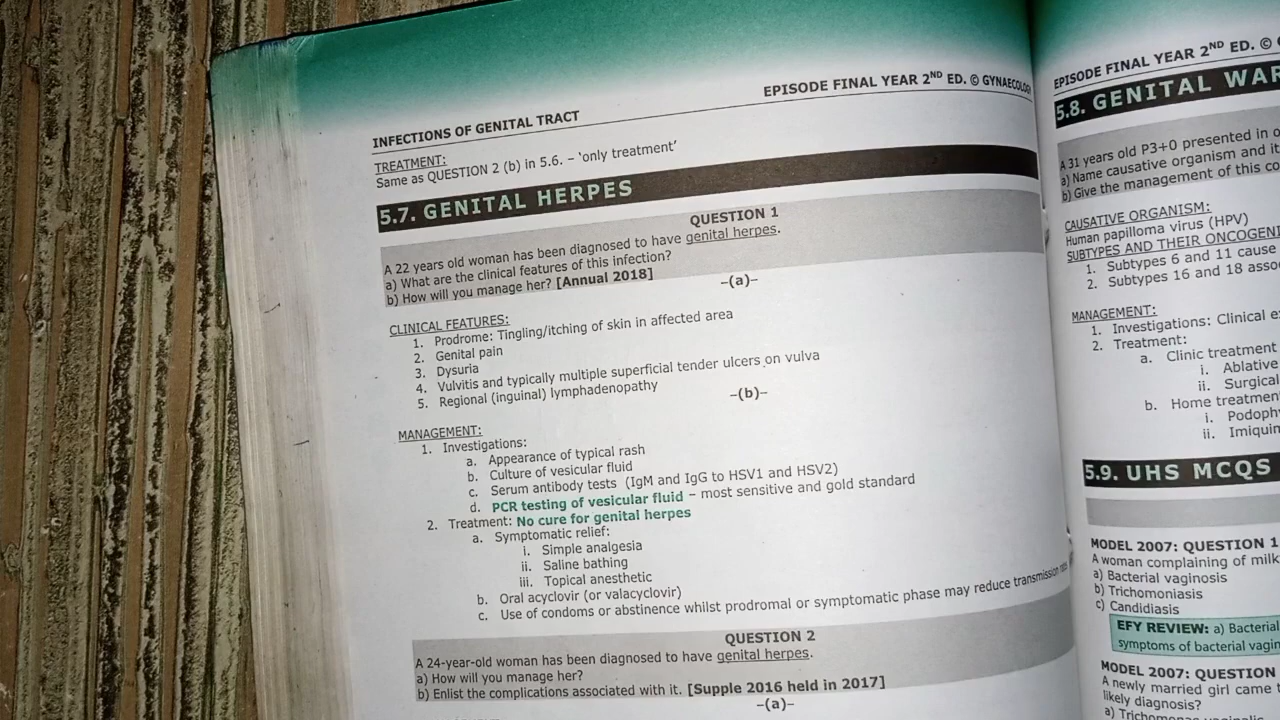 EPISODE FINAL YEAR 2ND ED. © GYNAECOLOGY
INFECTIONS OF GENITAL TRACT
TREATMENT:
Same as QUESTION 2 (b) in 5.6. – 'only treatment'
5.7. GENITAL HERPES
QUESTION 1
A 22 years old woman has been diagnosed to have genital herpes.
a) What are the clinical features of this infection?
b) How will you manage her? [Annual 2018]
–(a)–
CLINICAL FEATURES:
1. Prodrome: Tingling/itching of skin in affected area
2. Genital pain
3. Dysuria
4. Vulvitis and typically multiple superficial tender ulcers on vulva
5. Regional (inguinal) lymphadenopathy
–(b)–
MANAGEMENT:
1. Investigations:
a. Appearance of typical rash
b. Culture of vesicular fluid
c. Serum antibody tests (IgM and IgG to HSV1 and HSV2)
d. PCR testing of vesicular fluid – most sensitive and gold standard
2. Treatment: No cure for genital herpes
a. Symptomatic relief:
i. Simple analgesia
ii. Saline bathing
iii. Topical anesthetic
b. Oral acyclovir (or valacyclovir)
c. Use of condoms or abstinence whilst prodromal or symptomatic phase may reduce transmission
QUESTION 2
A 24-year-old woman has been diagnosed to have genital herpes.
a) How will you manage her?
b) Enlist the complications associated with it. [Supple 2016 held in 2017]
–(a)–
EPISODE FINAL YEAR 2ND ED. ©
5.8. GENITAL WAR
A 31 years old P3+0 presented in
a) Name causative organism and it
b) Give the management of this co
CAUSATIVE ORGANISM:
Human papilloma virus (HPV)
SUBTYPES AND THEIR ONCOGENI
1. Subtypes 6 and 11 cause
2. Subtypes 16 and 18 asso
MANAGEMENT:
1. Investigations: Clinical e
2. Treatment:
a. Clinic treatment
i. Ablative
ii. Surgical
b. Home treatmen
i. Podoph
ii. Imiquin
5.9. UHS MCQS
MODEL 2007: QUESTION 1
A woman complaining of milk
a) Bacterial vaginosis
b) Trichomoniasis
c) Candidiasis
EFY REVIEW: a) Bacterial
symptoms of bacterial vagin
MODEL 2007: QUESTION
A newly married girl came t
likely diagnosis?
a) Trichomonas vaginalis